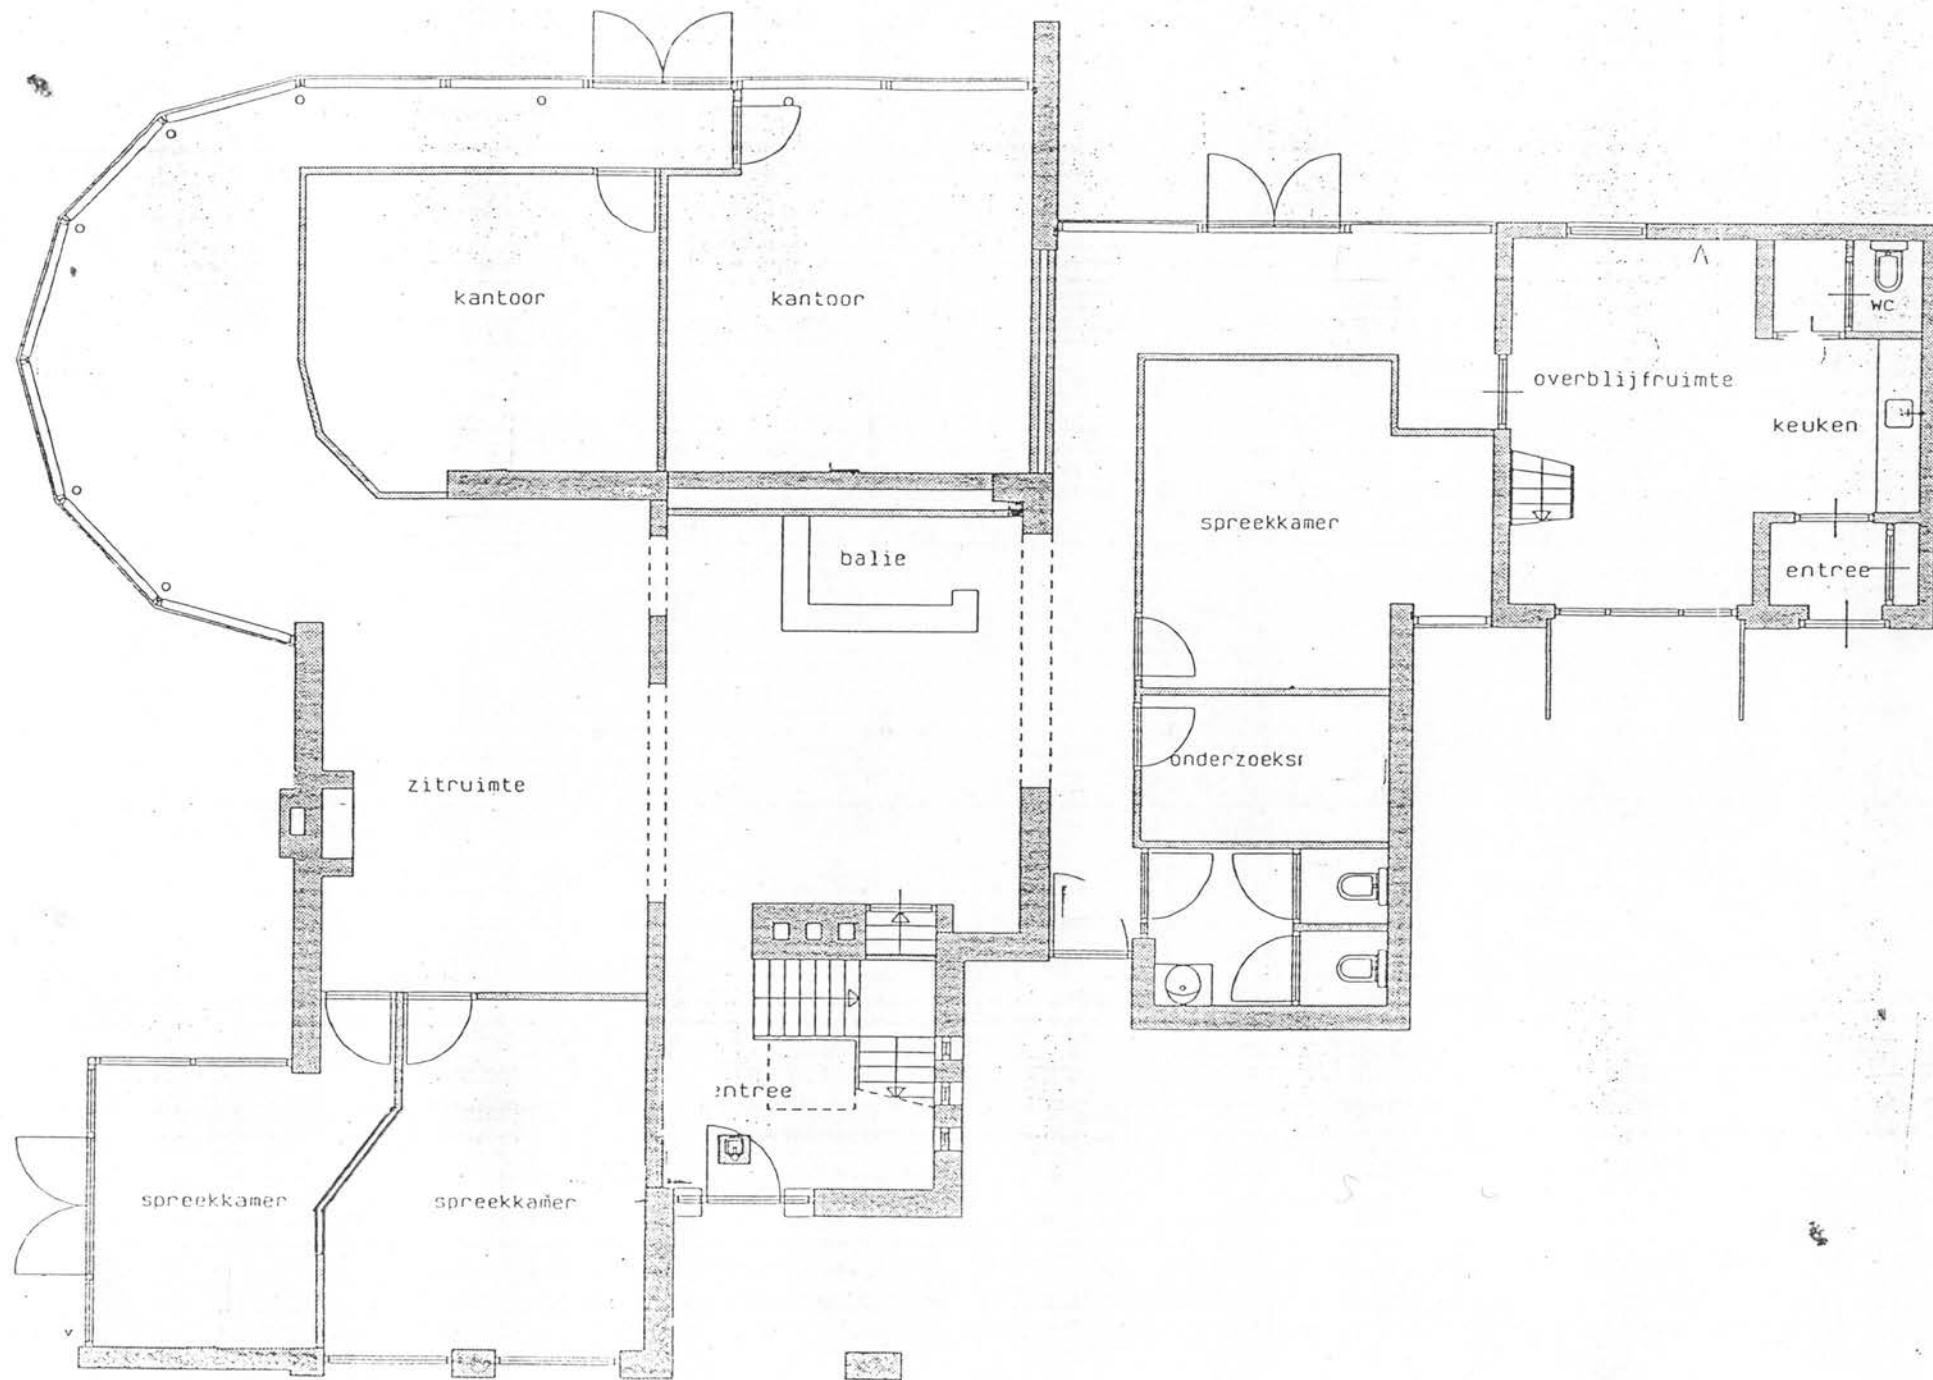 kantoor
kantoor
wc
overblijfruimte
keuken
spreekkamer
balie
entree
onderzoeksr
zitruimte
entree
spreekkamer
spreekkamer